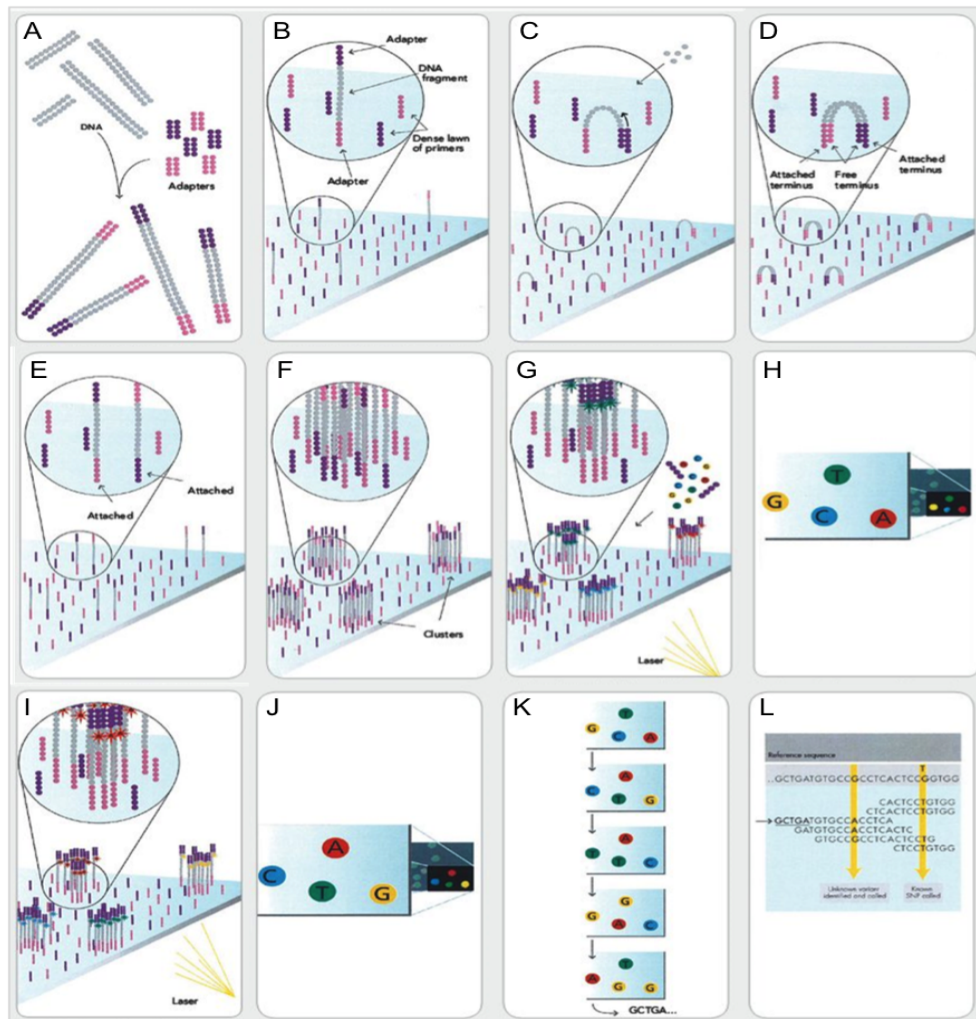 A
DNA
Adapters
B
Adapter
DNA
fragment
Dense lawn
of primers
Adapter
C
D
Attached
terminus
Free
terminus
Attached
terminus
E
Attached
Attached
F
Clusters
G
Laser
H
T
G
C
A
I
Laser
J
A
C
T
G
K
T
G
C
A
A
C
T
G
A
T
T
C
G
G
A
C
T
A
G
G
GCTGA...
L
Reference sequence
T
..GCTGATGTGCCGCCTCACTCCGGTGG
CACTCCTGTGG
CTCACTCCTGTGG
GCTGATGTGCCACCTCA
GATGTGCCACCTCACTC
GTGCCGCCTCACTCCTG
CTCCTGTGG
Unknown variant
identified and called
Known
SNP called